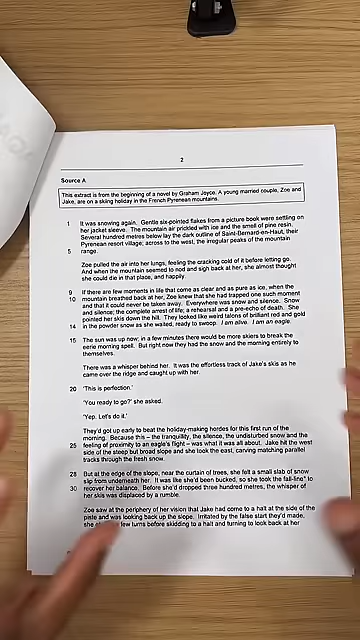 2
Source A
This extract is from the beginning of a novel by Graham Joyce. A young married couple, Zoe and
Jake, are on a skiing holiday in the French Pyrenean mountains.
1 It was snowing again. Gentle six-pointed flakes from a picture book were settling on
her jacket sleeve. The mountain air prickled with ice and the smell of pine resin.
Several hundred metres below lay the dark outline of Saint-Bernard-en-Haut, their
Pyrenean resort village; across to the west, the irregular peaks of the mountain
5 range.
Zoe pulled the air into her lungs, feeling the cracking cold of it before letting go.
And when the mountain seemed to nod and sigh back at her, she almost thought
she could die in that place, and happily.
9 If there are few moments in life that come as clear and as pure as ice, when the
10 mountain breathed back at her, Zoe knew that she had trapped one such moment
and that it could never be taken away. Everywhere was snow and silence. Snow
and silence; the complete arrest of life; a rehearsal and a pre-echo of death. She
pointed her skis down the hill. They looked like weird talons of brilliant red and gold
14 in the powder snow as she waited, ready to swoop. I am alive. I am an eagle.
15 The sun was up now; in a few minutes there would be more skiers to break the
eerie morning spell. But right now they had the snow and the morning entirely to
themselves.
There was a whisper behind her. It was the effortless track of Jake's skis as he
came over the ridge and caught up with her.
20 'This is perfection.'
'You ready to go?' she asked.
'Yep. Let's do it.'
They'd got up early to beat the holiday-making hordes for this first run of the
morning. Because this – the tranquility, the silence, the undisturbed snow and the
25 feeling of proximity to an eagle's flight – was what it was all about. Jake hit the west
side of the steep but broad slope and she took the east, carving matching parallel
tracks through the fresh snow.
28 But at the edge of the slope, near the curtain of trees, she felt a small slab of snow
slip from underneath her. It was like she'd been bucked, so she took the fall-line* to
30 recover her balance. Before she'd dropped three hundred metres, the whisper of
her skis was displaced by a rumble.
Zoe saw at the periphery of her vision that Jake had come to a halt at the side of the
piste and was looking back up the slope. Irritated by the false start they'd made,
she few turns before skidding to a halt and turning to look back at her